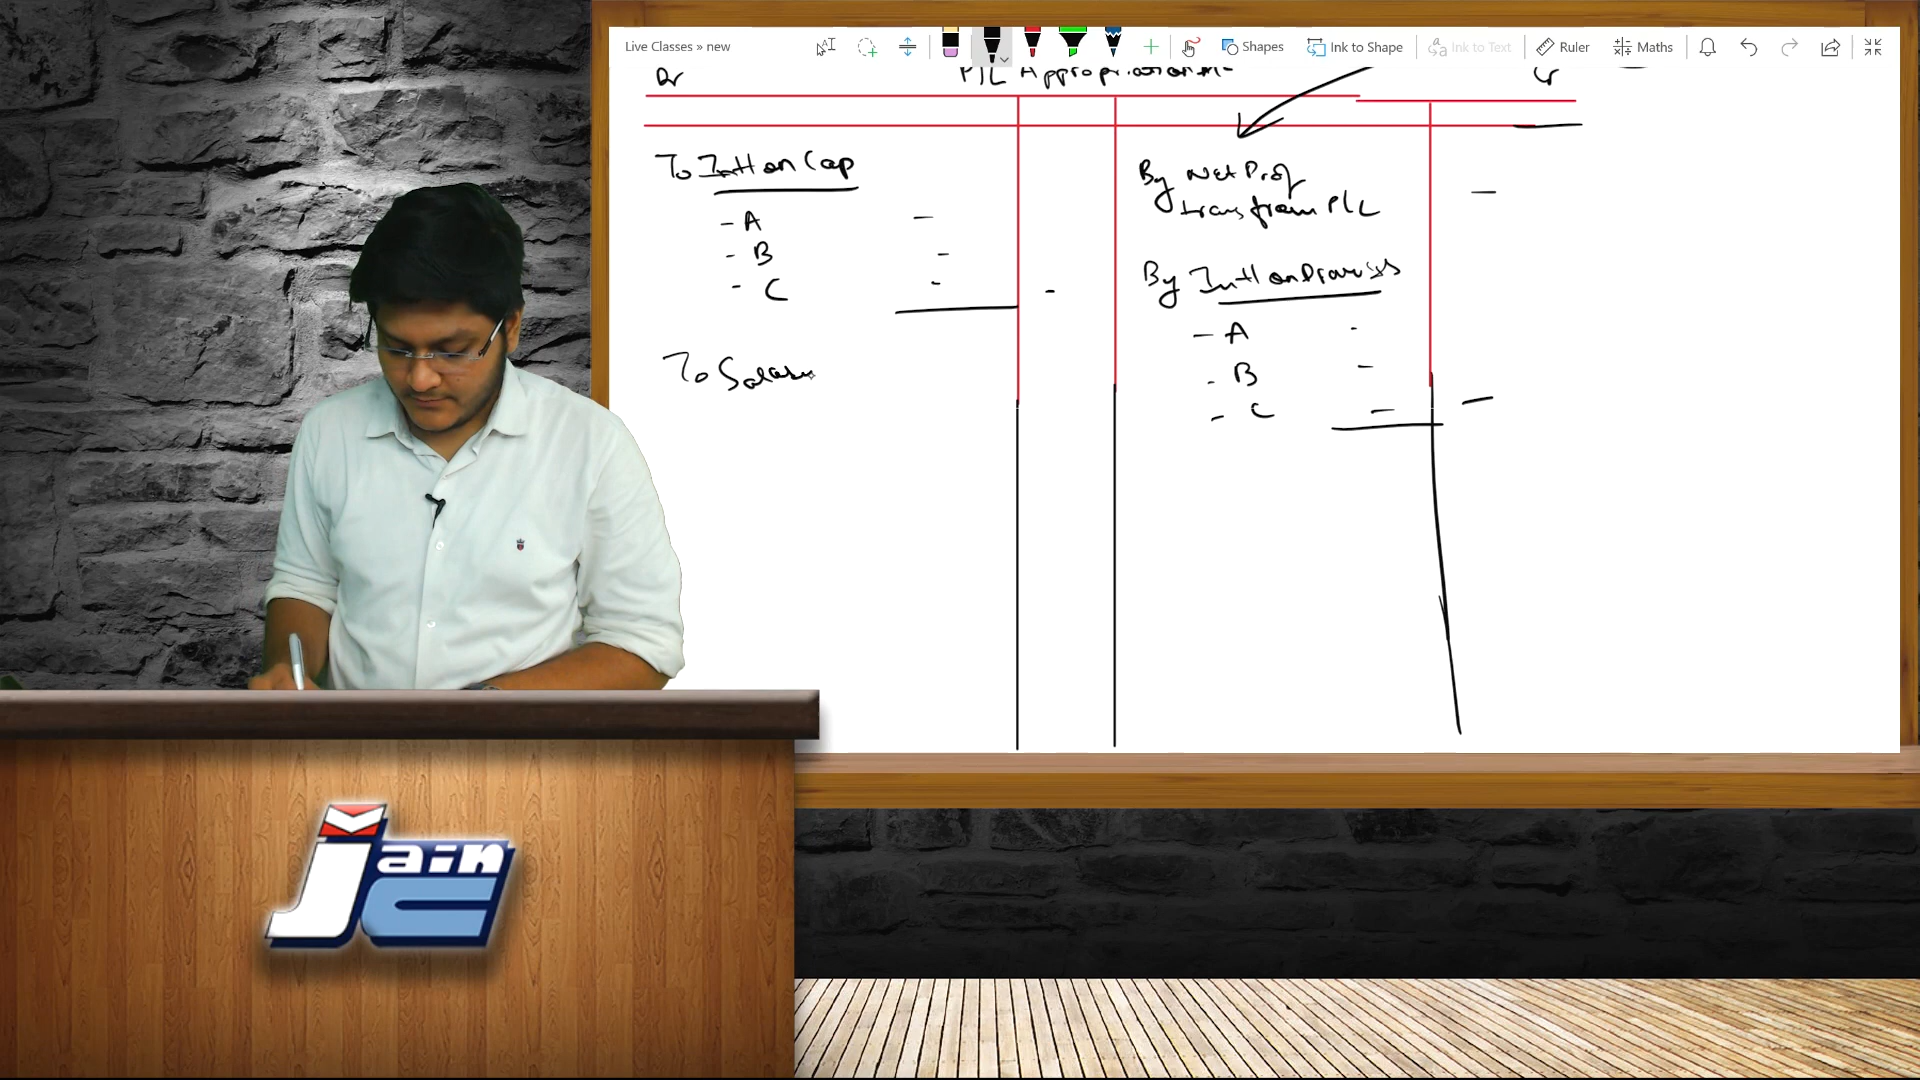 Live Classes » new
Shapes
Ink to Shape
Ink to Text
Ruler
Maths
Dr
P/L Appropriation A/c
Cr
To Intt on Cap
- A -
- B -
- C - -
To Salary
By Net Prof
trans from P/L -
By Intt on Drawings
- A -
- B -
- C - -
Jain
C